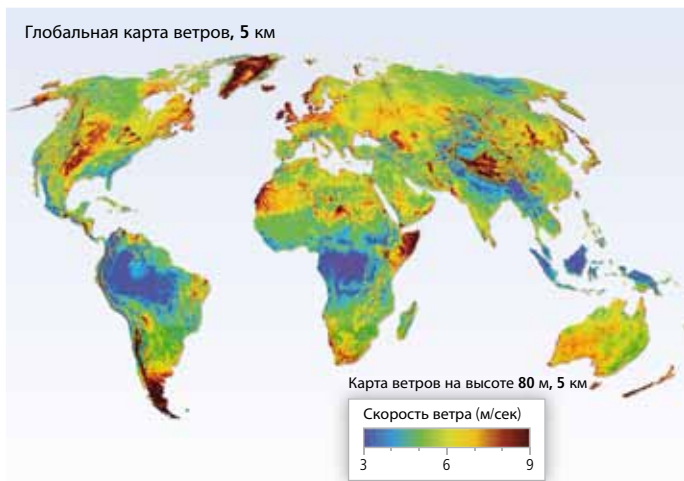 Глобальная карта ветров, 5 км
Карта ветров на высоте 80 м, 5 км
Скорость ветра (м/сек)
3 6 9